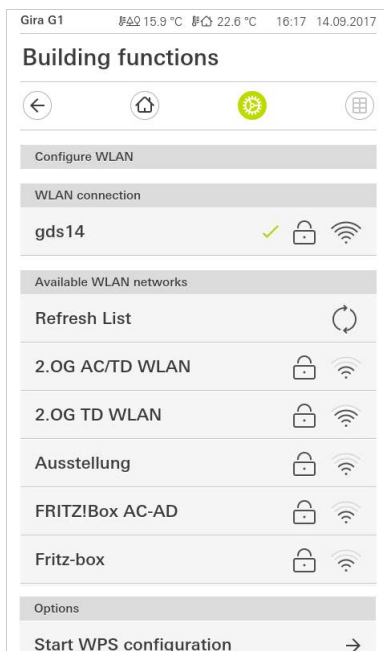 Gira G1 15.9 °C 22.6 °C 16:17 14.09.2017
Building functions
Configure WLAN
WLAN connection
gds14
Available WLAN networks
Refresh List
2.OG AC/TD WLAN
2.OG TD WLAN
Ausstellung
FRITZ!Box AC-AD
Fritz-box
Options
Start WPS configuration